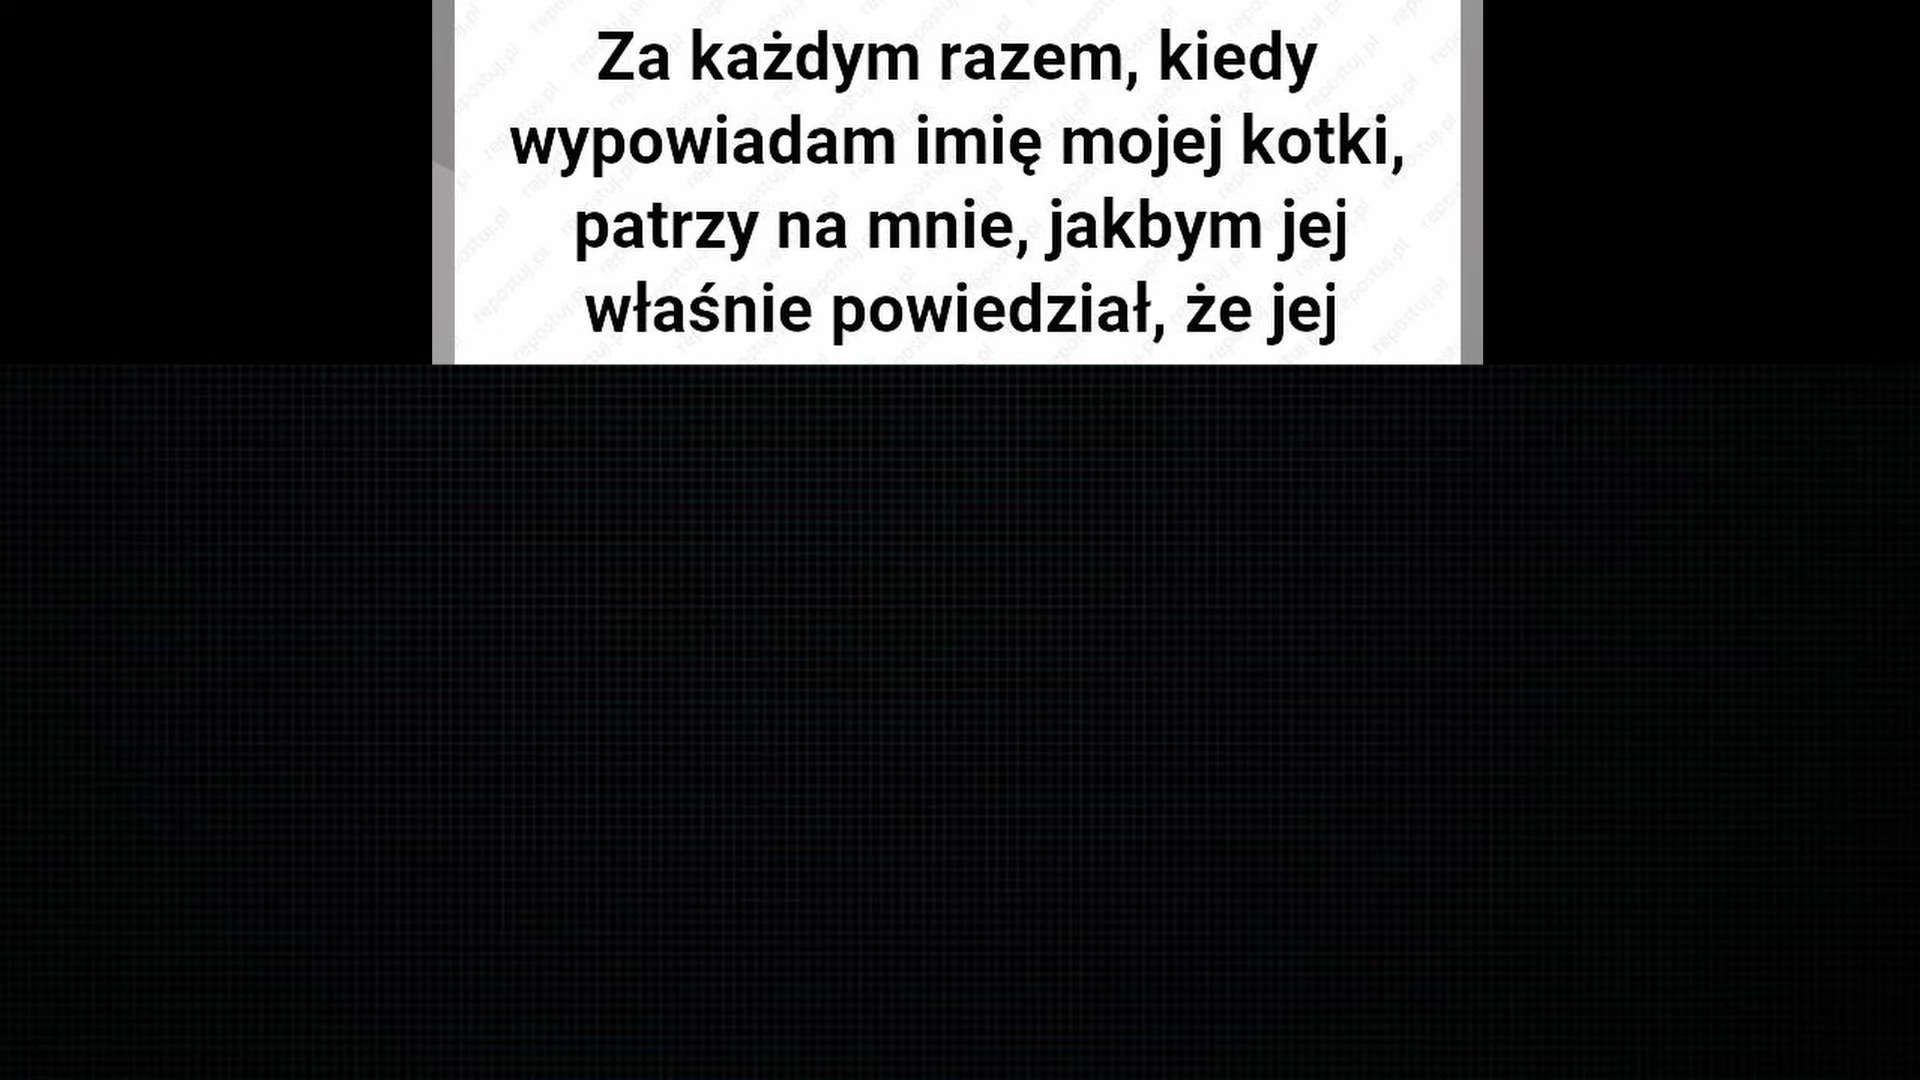 Za każdym razem, kiedy
wypowiadam imię mojej kotki,
patrzy na mnie, jakbym jej
właśnie powiedział, że jej